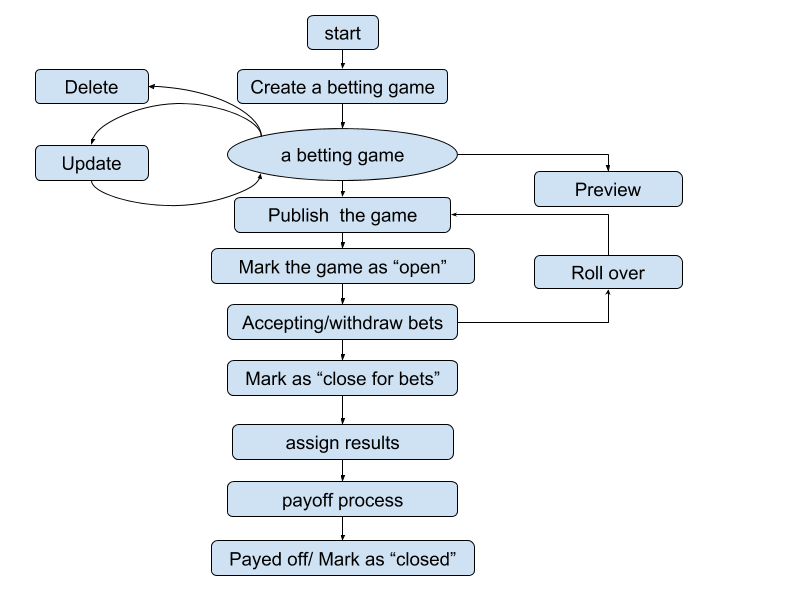 start
Delete
Create a betting game
a betting game
Update
Preview
Publish  the game
Mark the game as “open”
Roll over
Accepting/withdraw bets
Mark as “close for bets”
assign results
payoff process
Payed off/ Mark as “closed”